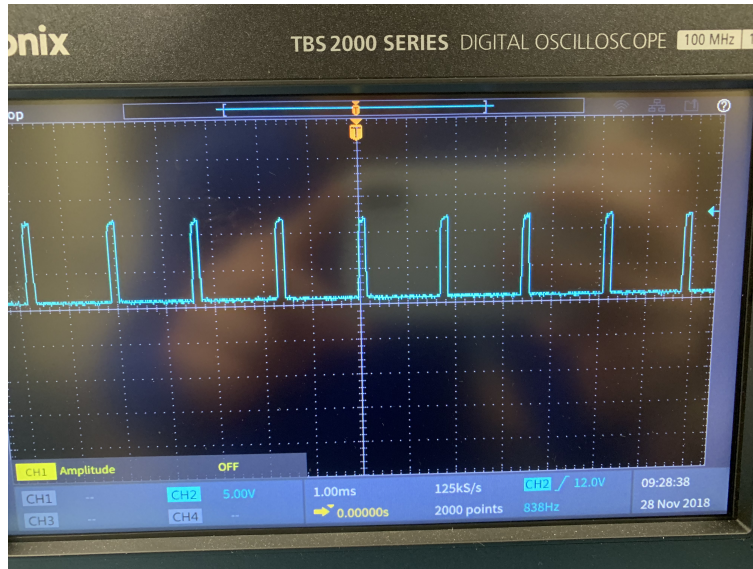 onix
TBS 2000 SERIES DIGITAL OSCILLOSCOPE 100 MHz 1
op
T
T
?
CH1 Amplitude OFF
CH1 -- CH2 5.00V 1.00ms 125kS/s CH2 12.0V 09:28:38
CH3 -- CH4 -- 0.00000s 2000 points 838Hz 28 Nov 2018